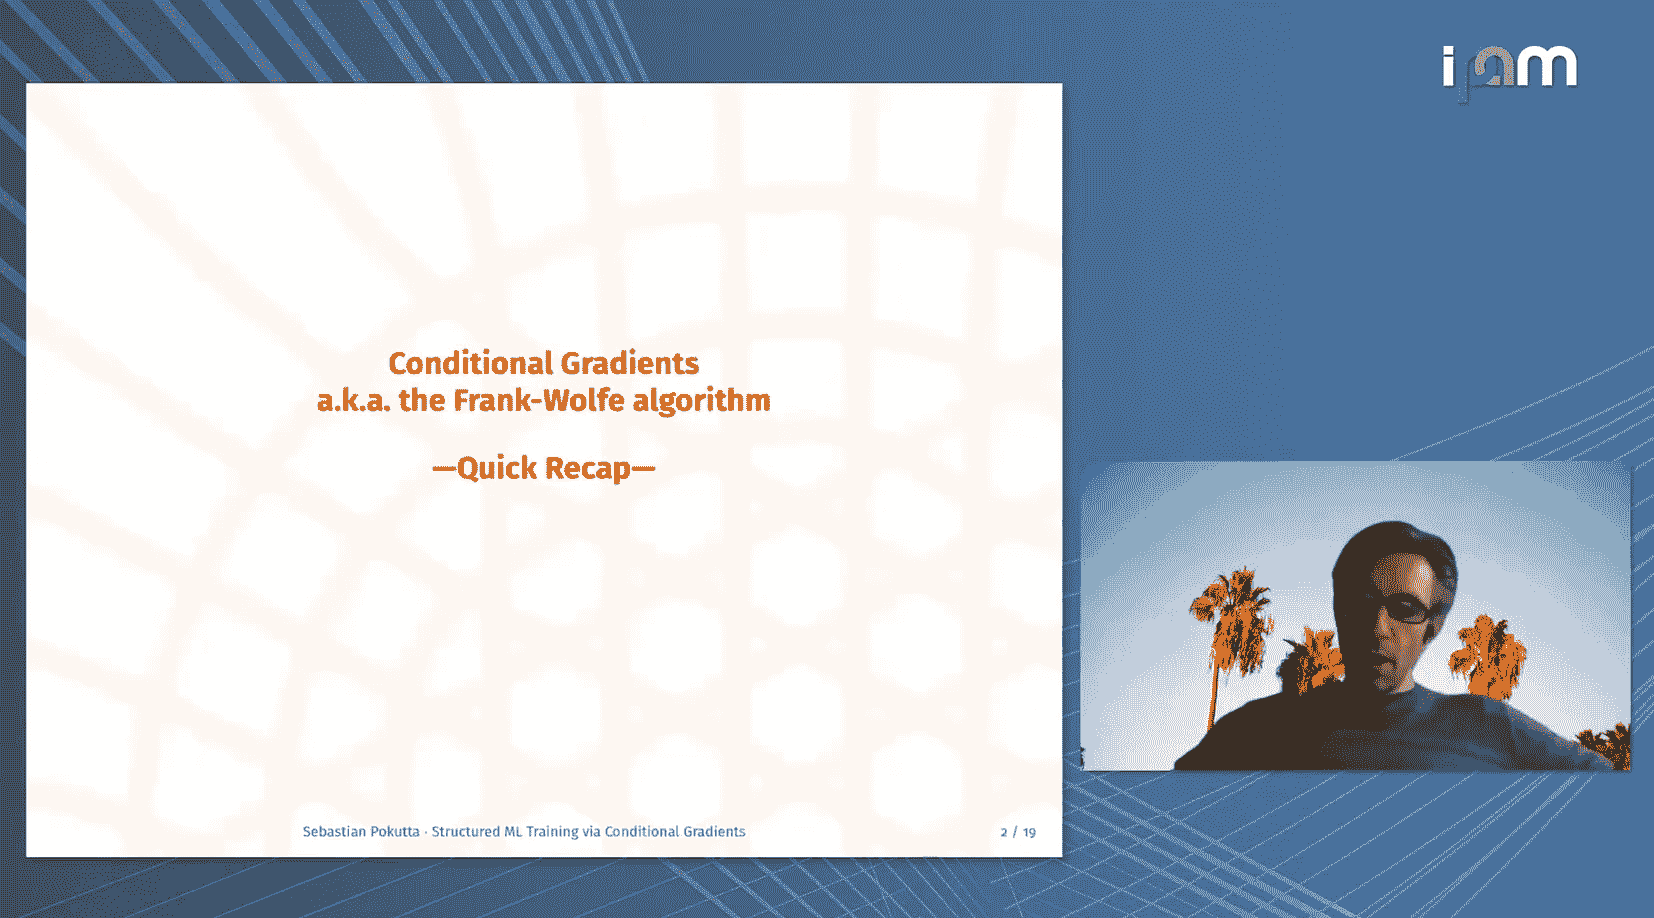 ipam
Conditional Gradients
a.k.a. the Frank-Wolfe algorithm
—Quick Recap—
Sebastian Pokutta · Structured ML Training via Conditional Gradients
2 / 19